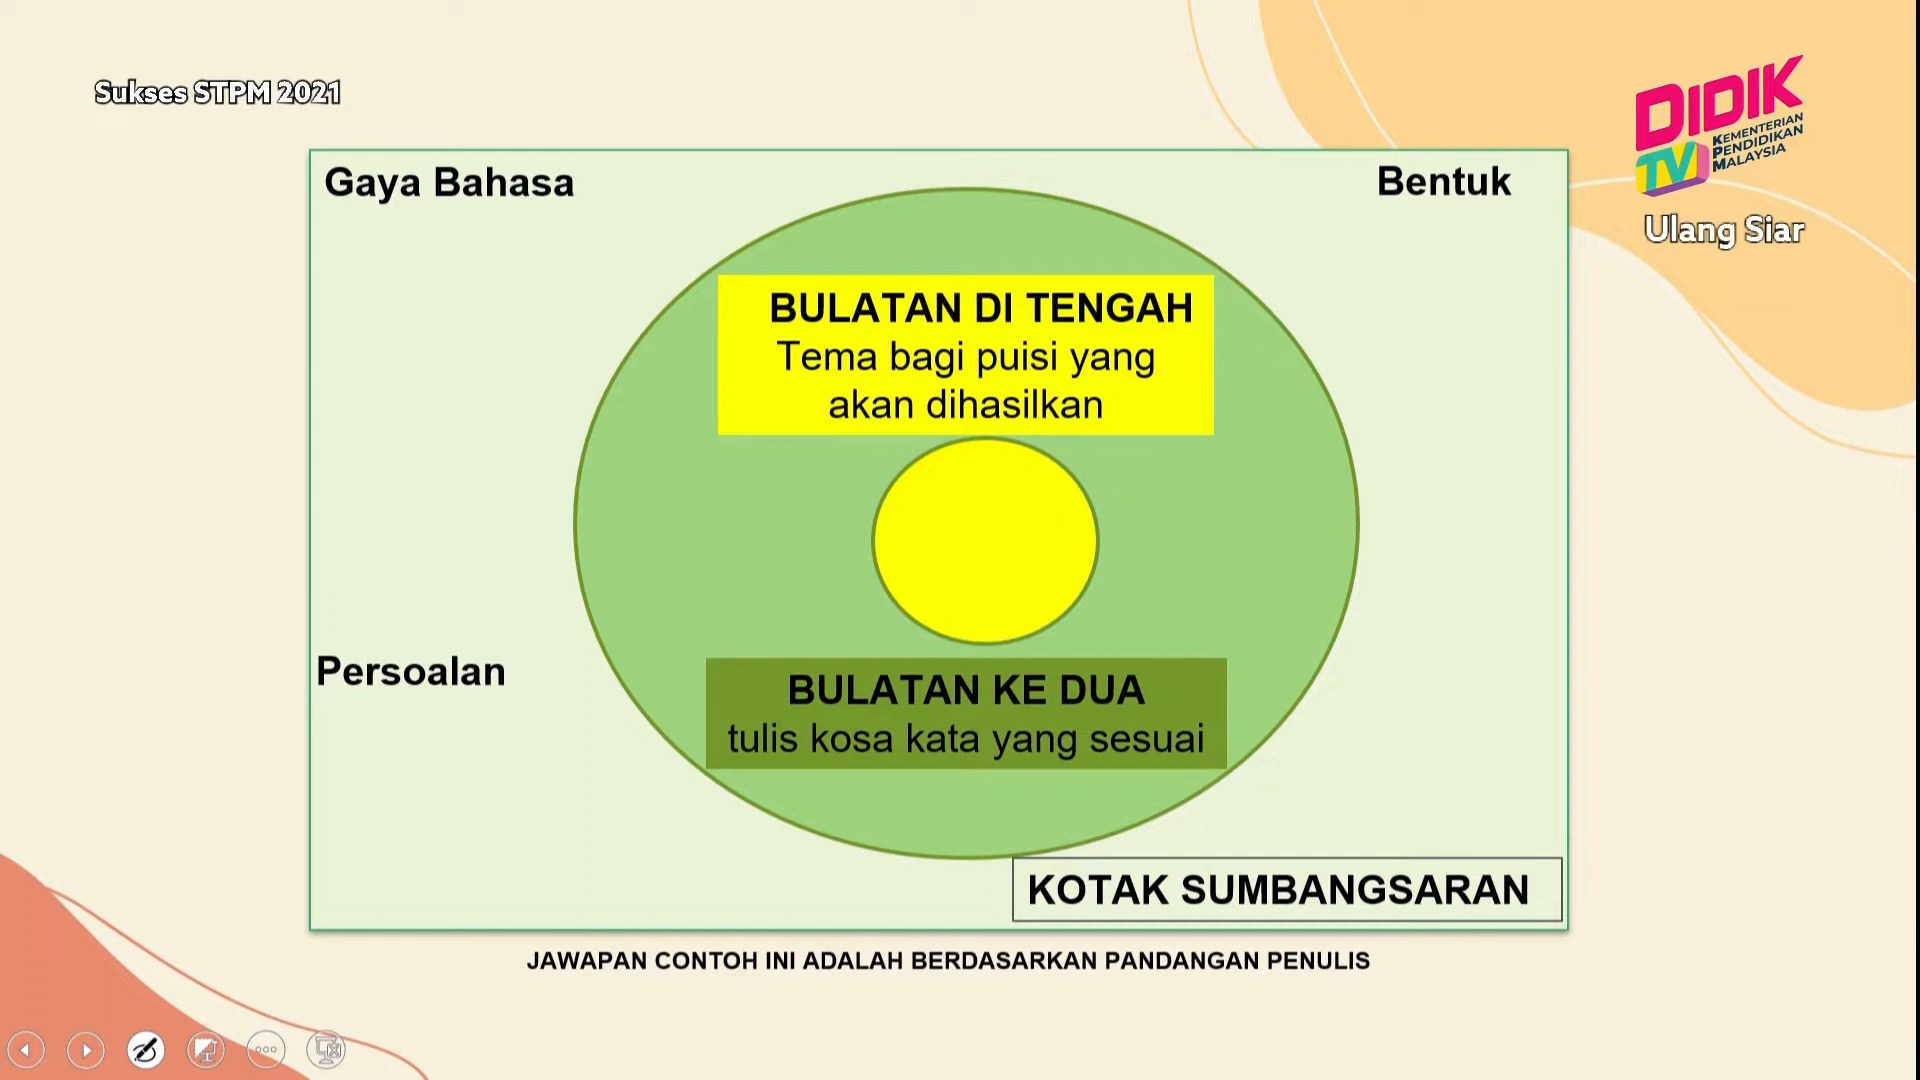 Sukses STPM 2021
DIDIK
TV
KEMENTERIAN
PENDIDIKAN
MALAYSIA
Ulang Siar
Gaya Bahasa
Bentuk
BULATAN DI TENGAH
Tema bagi puisi yang
akan dihasilkan
Persoalan
BULATAN KE DUA
tulis kosa kata yang sesuai
KOTAK SUMBANGSARAN
JAWAPAN CONTOH INI ADALAH BERDASARKAN PANDANGAN PENULIS